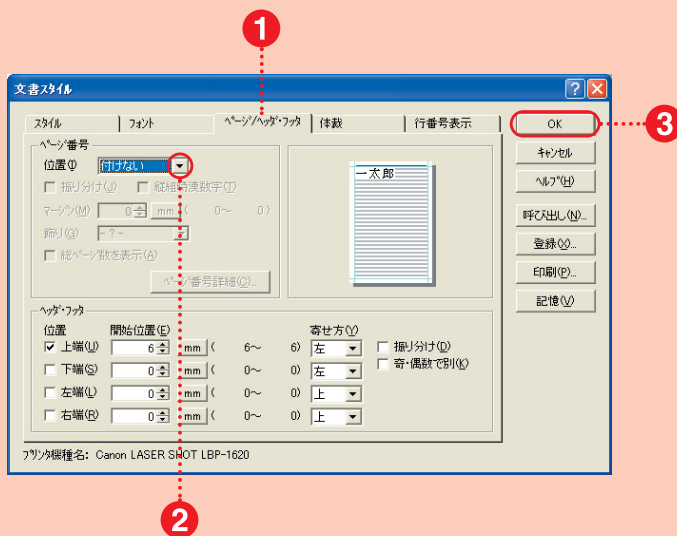 1
文書スタイル
スタイル フォント ページ/ヘッダ・フッタ 体裁 行番号表示
OK
3
キャンセル
ヘルプ(H)
呼び出し(N)...
登録(X)...
印刷(P)...
記憶(V)
ページ番号
位置(I) 付けない
振り分け(J) 縦組時漢数字(T)
マージン(M) 0 mm ( 0~ 0)
飾り(G) - ? -
総ページ数を表示(A)
ページ番号詳細(C)...
一太郎
ヘッダ・フッタ
位置 開始位置(E) 寄せ方(Y)
上端(U) 6 mm ( 6~ 6) 左 振り分け(D)
下端(S) 0 mm ( 0~ 0) 左 寄・偶数で別(K)
左端(L) 0 mm ( 0~ 0) 上
右端(R) 0 mm ( 0~ 0) 上
プリンタ機種名: Canon LASER SHOT LBP-1620
2